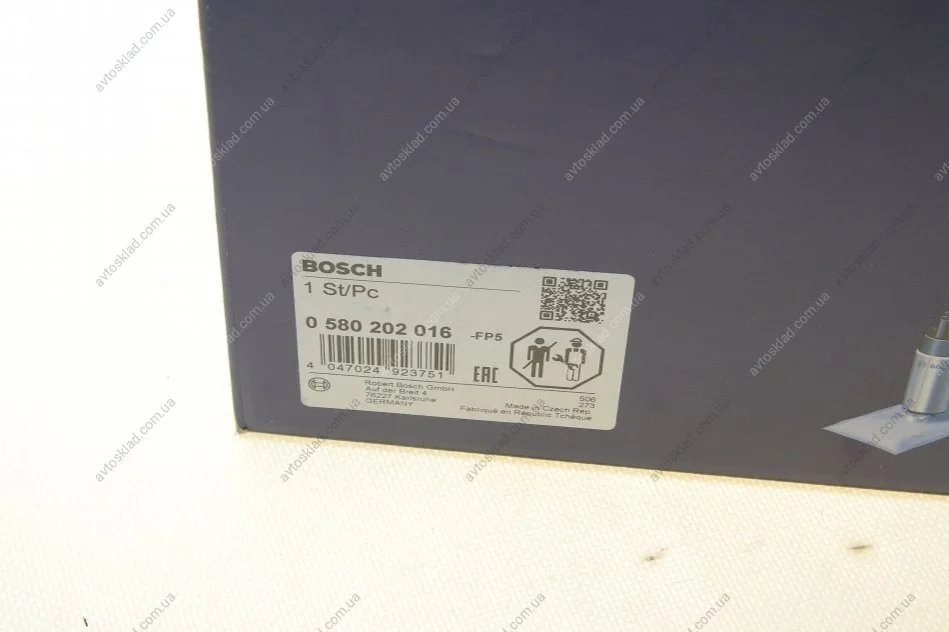 BOSCH
1 St/Pc
0 580 202 016 -FP5
4 047024 923751
EAC
Robert Bosch GmbH
Auf der Breit 4
76227 Karlsruhe
GERMANY
506
273
Made in Czech Rep.
Fabriqué en République Tchèque
avtosklad.com.ua